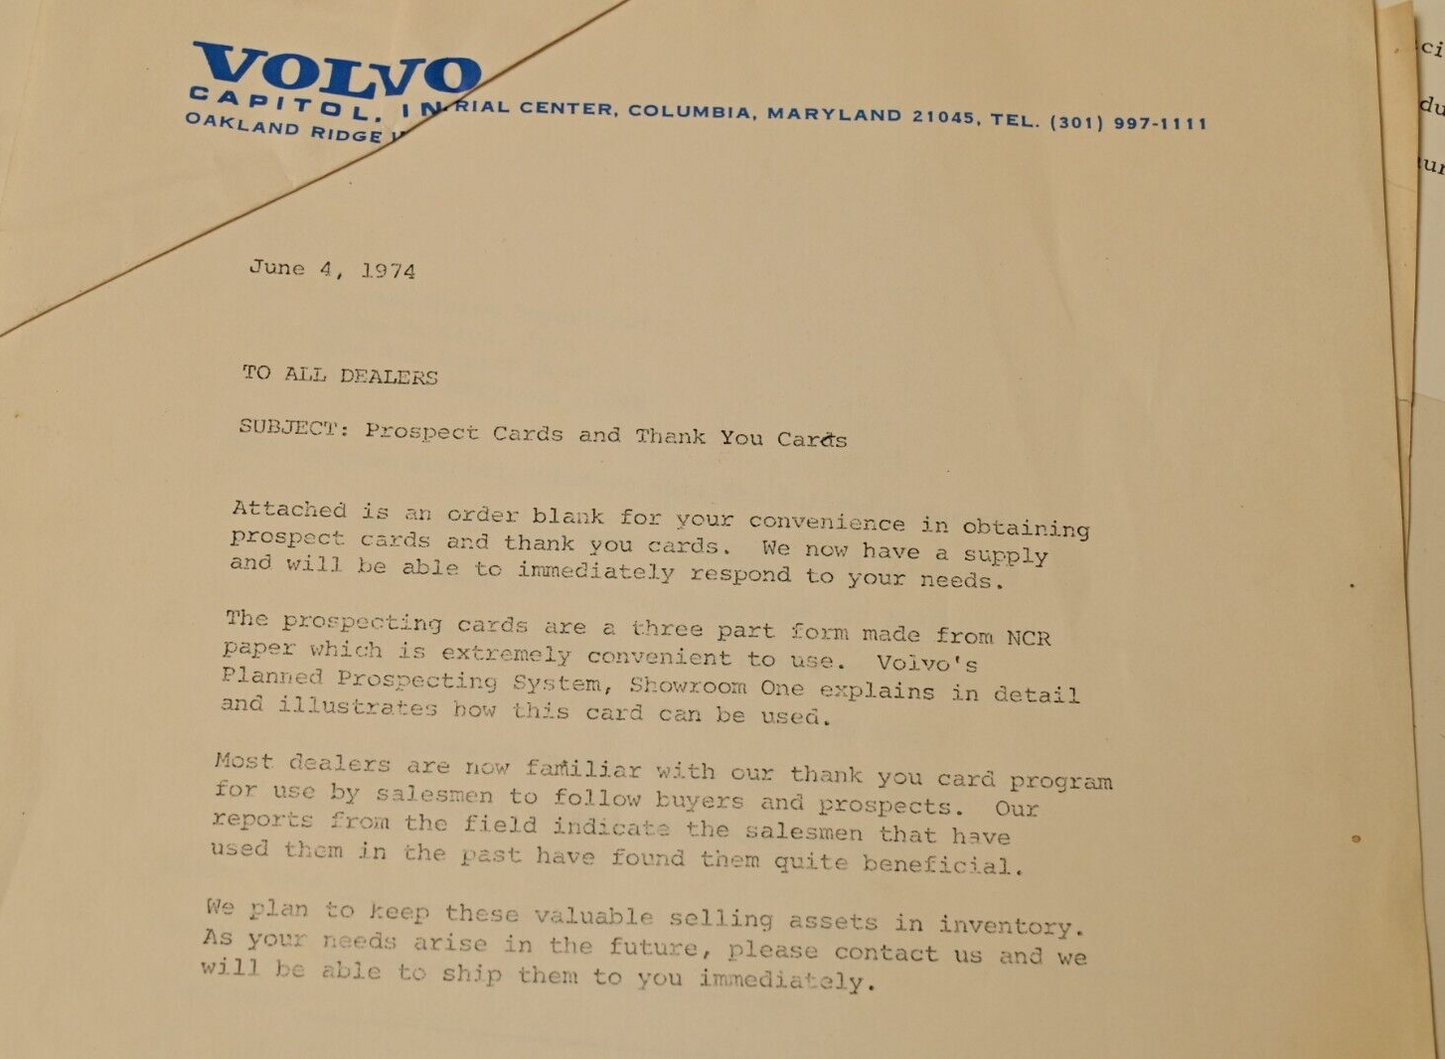 VOLVO
CAPITOL, IN
OAKLAND RIDGE
RIAL CENTER, COLUMBIA, MARYLAND 21045, TEL. (301) 997-1111
June 4, 1974
TO ALL DEALERS
SUBJECT: Prospect Cards and Thank You Cards
Attached is an order blank for your convenience in obtaining
prospect cards and thank you cards. We now have a supply
and will be able to immediately respond to your needs.
The prospecting cards are a three part form made from NCR
paper which is extremely convenient to use. Volvo's
Planned Prospecting System, Showroom One explains in detail
and illustrates how this card can be used.
Most dealers are now familiar with our thank you card program
for use by salesmen to follow buyers and prospects. Our
reports from the field indicate the salesmen that have
used them in the past have found them quite beneficial.
We plan to keep these valuable selling assets in inventory.
As your needs arise in the future, please contact us and we
will be able to ship them to you immediately.
ci
du